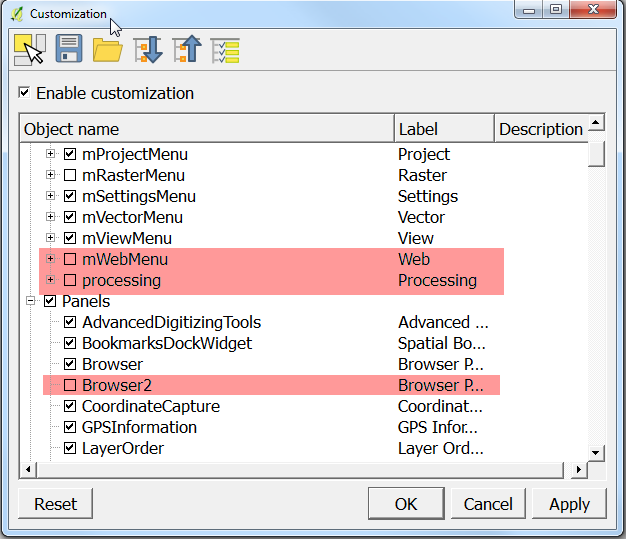 Customization
Enable customization
Object name Label Description
mProjectMenu Project
mRasterMenu Raster
mSettingsMenu Settings
mVectorMenu Vector
mViewMenu View
mWebMenu Web
processing Processing
Panels
AdvancedDigitizingTools Advanced ...
BookmarksDockWidget Spatial Bo...
Browser Browser P...
Browser2 Browser P...
CoordinateCapture Coordinat...
GPSInformation GPS Infor...
LayerOrder Layer Ord...
Reset OK Cancel Apply